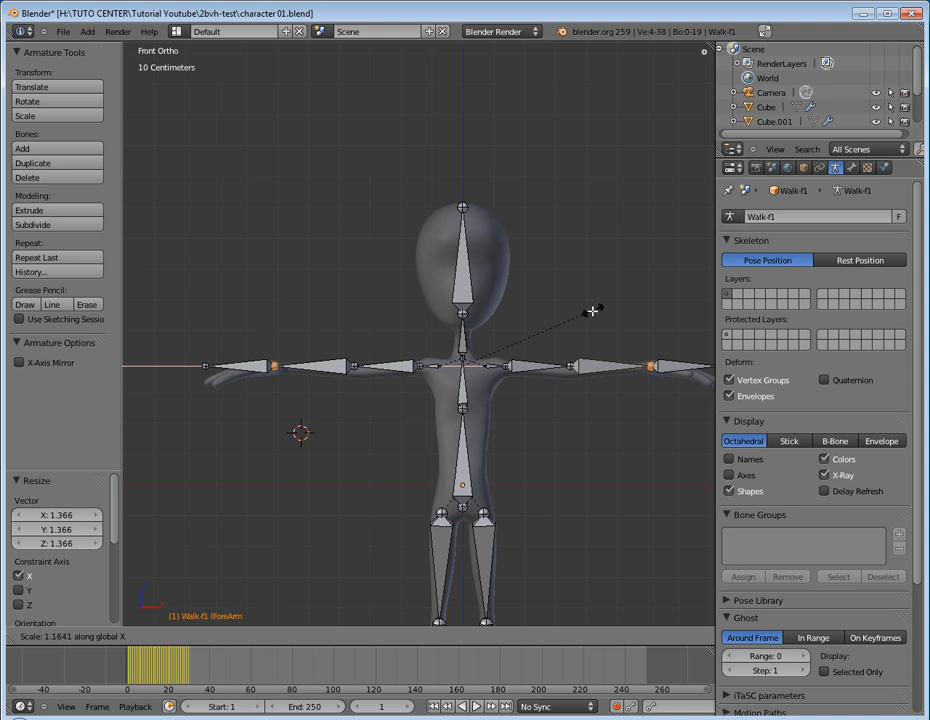 Blender* [H:\TUTO CENTER\Tutorial Youtube\2bvh-test\character 01.blend]
File Add Render Help Default Scene Blender Render blender.org 259 | Ve:4-38 | Bo:0-19 | Walk-f1
Armature Tools
Transform:
Translate
Rotate
Scale
Bones:
Add
Duplicate
Delete
Modeling:
Extrude
Subdivide
Repeat:
Repeat Last
History...
Grease Pencil:
Draw Line Erase
Use Sketching Sessio
Armature Options
X-Axis Mirror
Resize
Vector
X: 1.366
Y: 1.366
Z: 1.366
Constraint Axis
X
Y
Z
Orientation
Front Ortho
10 Centimeters
(1) Walk-f1 lForeArm
Scale: 1.1641 along global X
-40 -20 0 20 40 60 80 100 120 140 160 180 200 220 240 260
View Frame Playback Start: 1 End: 250 1 No Sync
Scene
RenderLayers
World
Camera
Cube
Cube.001
View Search All Scenes
Walk-f1 Walk-f1
Walk-f1 F
Skeleton
Pose Position Rest Position
Layers:
Protected Layers:
Deform:
Vertex Groups Quaternion
Envelopes
Display
Octahedral Stick B-Bone Envelope
Names Colors
Axes X-Ray
Shapes Delay Refresh
Bone Groups
Assign Remove Select Deselect
Pose Library
Ghost
Around Frame In Range On Keyframes
Range: 0 Display:
Step: 1 Selected Only
iTaSC parameters
Motion Paths